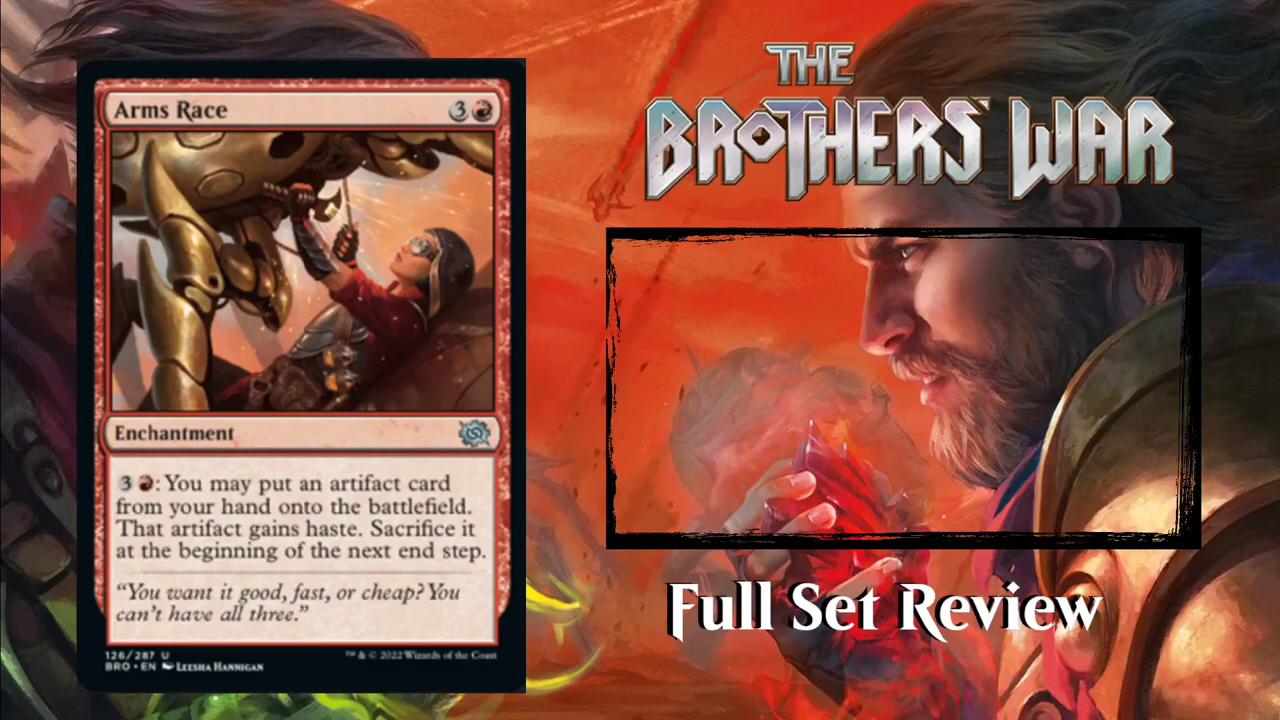 Arms Race 3
Enchantment
3 : You may put an artifact card
from your hand onto the battlefield.
That artifact gains haste. Sacrifice it
at the beginning of the next end step.
“You want it good, fast, or cheap? You
can’t have all three.”
126/287 U
BRO • EN LEESHA HANNIGAN
™ & © 2022 Wizards of the Coast
THE
BROTHERS' WAR
Full Set Review